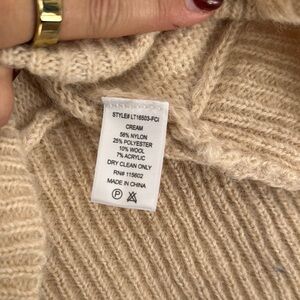 STYLE# LT16503-FCI
CREAM
58% NYLON
25% POLYESTER
10% WOOL
7% ACRYLIC
DRY CLEAN ONLY
RN# 115602
MADE IN CHINA
P